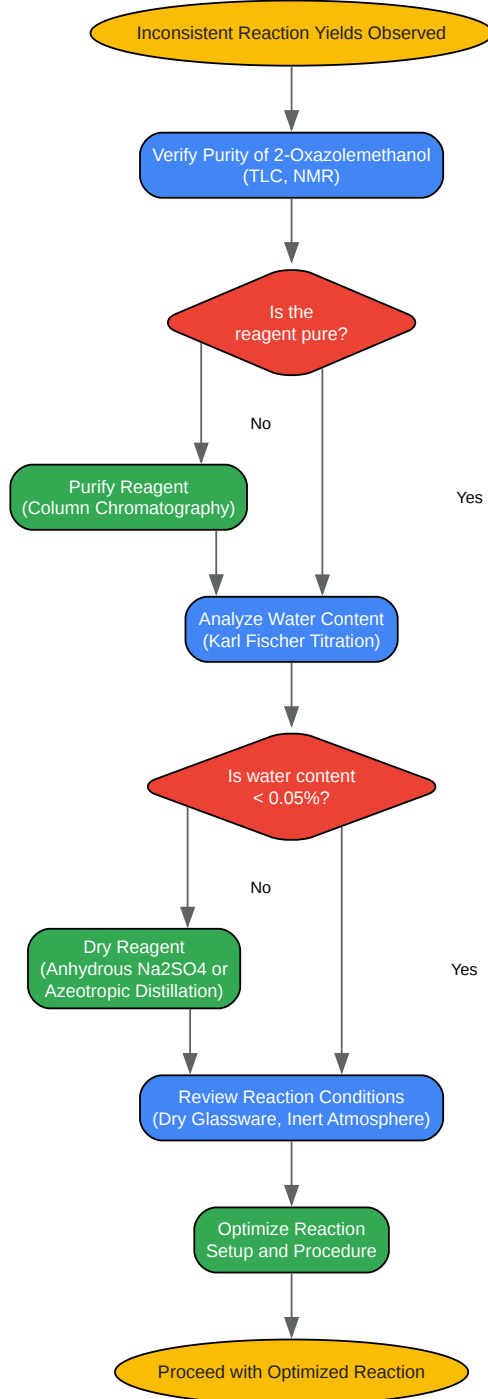 Inconsistent Reaction Yields Observed
Verify Purity of 2-Oxazolemethanol
(TLC, NMR)
Is the
reagent pure?
No
Purify Reagent
(Column Chromatography)
Yes
Analyze Water Content
(Karl Fischer Titration)
Is water content
< 0.05%?
No
Dry Reagent
(Anhydrous Na2SO4 or
Azeotropic Distillation)
Yes
Review Reaction Conditions
(Dry Glassware, Inert Atmosphere)
Optimize Reaction
Setup and Procedure
Proceed with Optimized Reaction